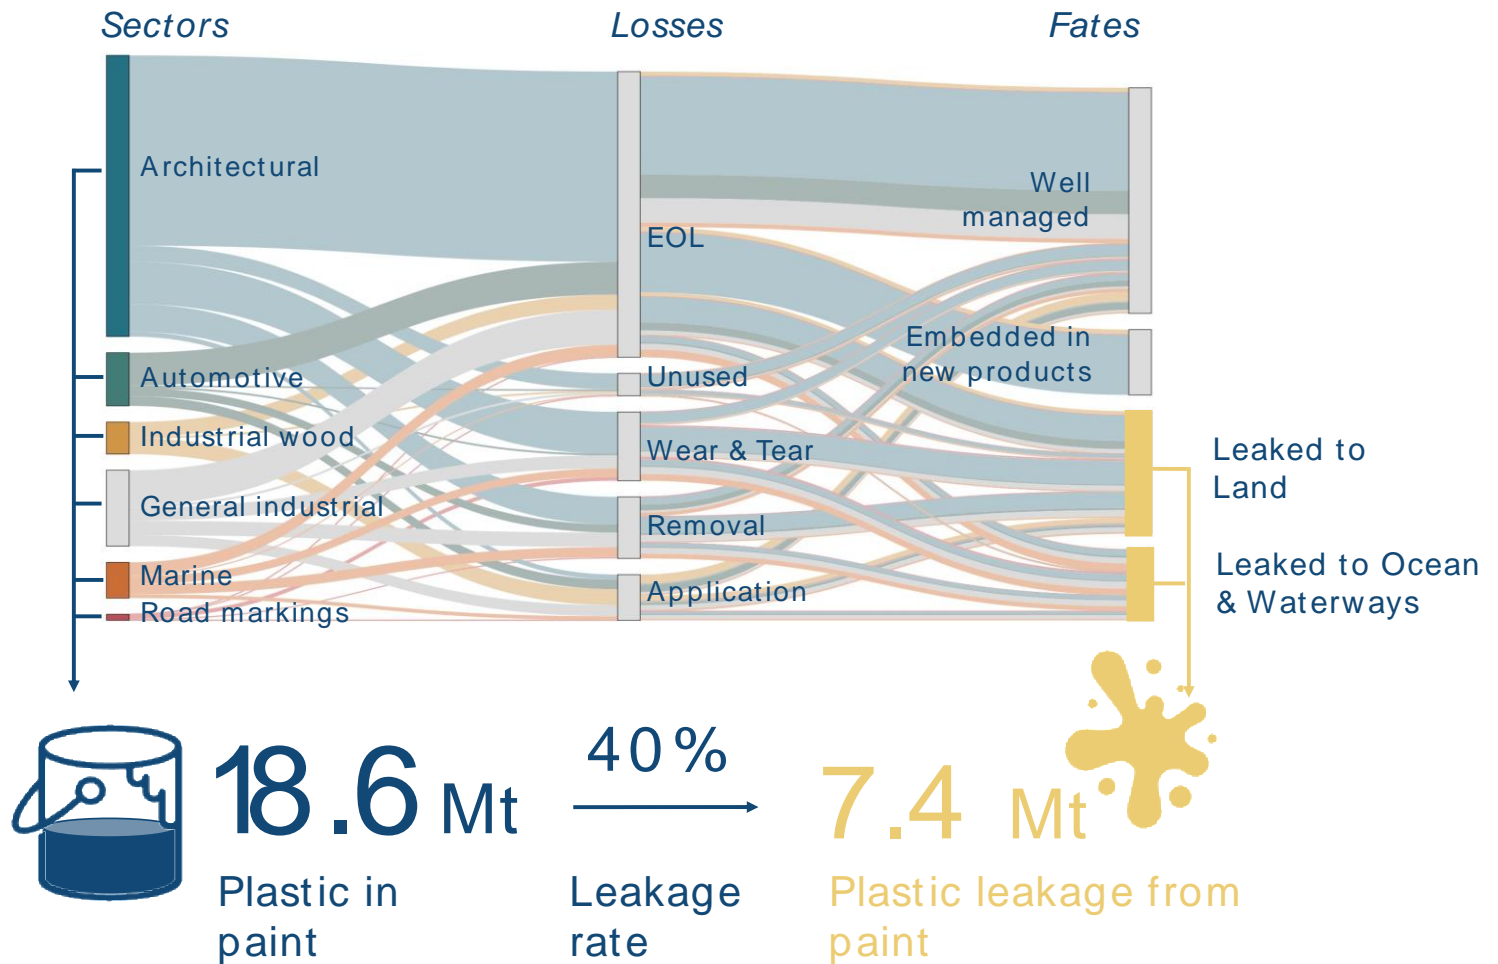 Sectors
Losses
Fates
Architectural
Automotive
Industrial wood
General industrial
Marine
Road markings
EOL
Unused
Wear & Tear
Removal
Application
Well
managed
Embedded in
new products
Leaked to
Land
Leaked to Ocean
& Waterways
18.6 Mt
Plastic in
paint
40%
Leakage
rate
7.4 Mt
Plastic leakage from
paint